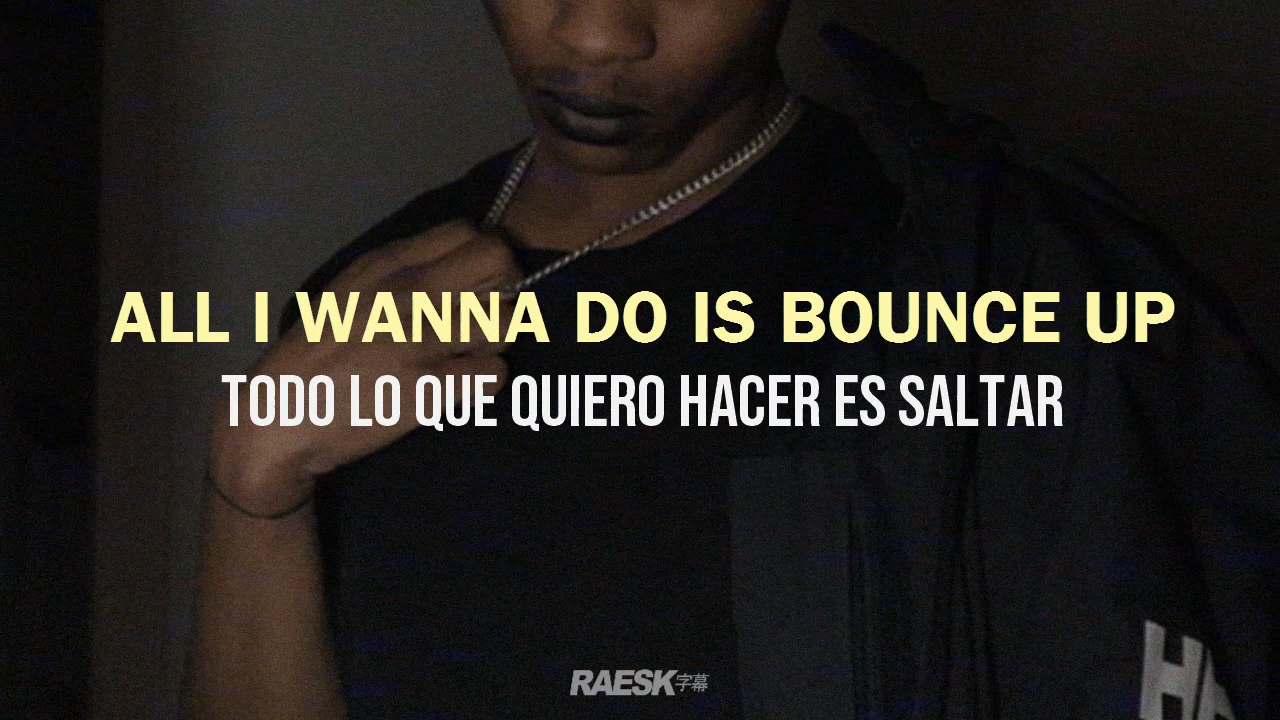 ALL I WANNA DO IS BOUNCE UP
TODO LO QUE QUIERO HACER ES SALTAR
RAESK字幕